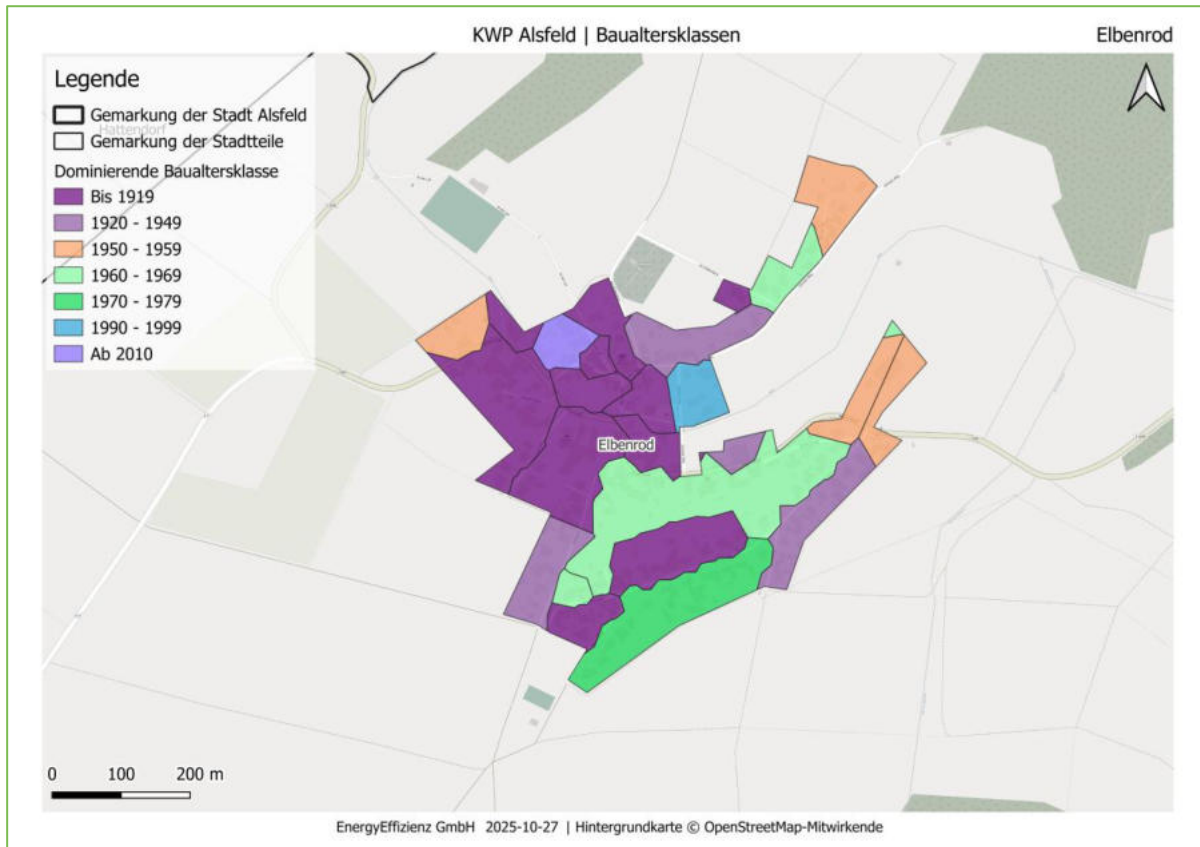 KWP Alsfeld | Baualtersklassen
Elbenrod
Legende
Gemarkung der Stadt Alsfeld
Hattendorf
Gemarkung der Stadtteile
Dominierende Baualtersklasse
Bis 1919
1920 - 1949
1950 - 1959
1960 - 1969
1970 - 1979
1990 - 1999
Ab 2010
Elbenrod
0 100 200 m
EnergyEffizienz GmbH 2025-10-27 | Hintergrundkarte © OpenStreetMap-Mitwirkende